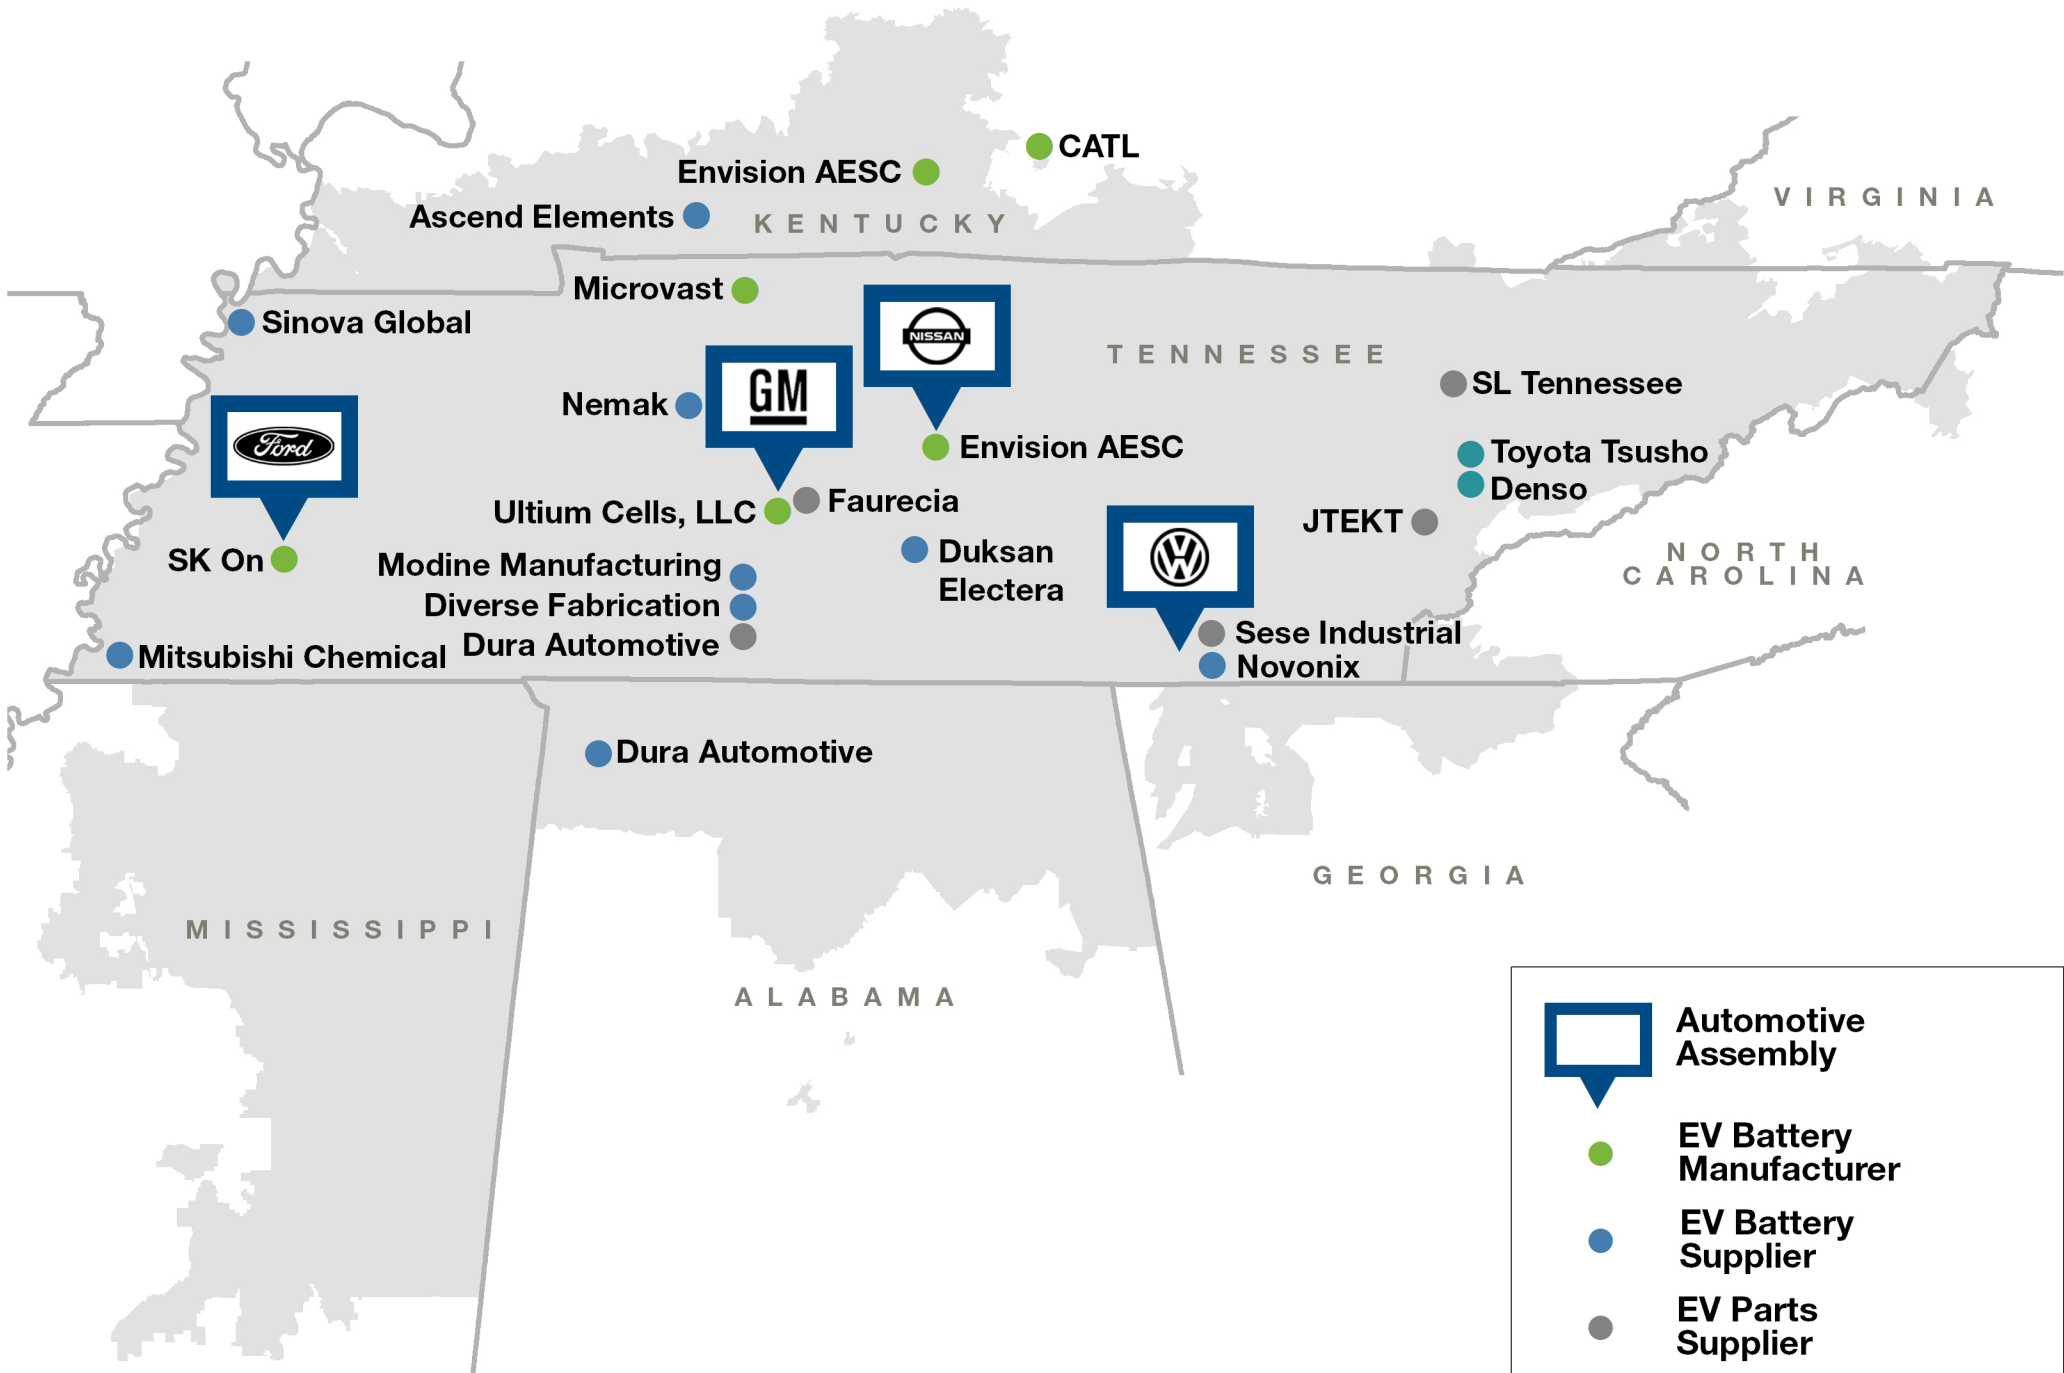 CATL
Envision AESC
Ascend Elements
KENTUCKY
VIRGINIA
Microvast
Sinova Global
NISSAN
TENNESSEE
SL Tennessee
Nemak
GM
Ford
Envision AESC
Toyota Tsusho
Denso
Ultium Cells, LLC
Faurecia
JTEKT
SK On
Modine Manufacturing
Duksan
Electera
VW
NORTH
CAROLINA
Diverse Fabrication
Dura Automotive
Sese Industrial
Mitsubishi Chemical
Novonix
Dura Automotive
GEORGIA
MISSISSIPPI
ALABAMA
Automotive
Assembly
EV Battery
Manufacturer
EV Battery
Supplier
EV Parts
Supplier